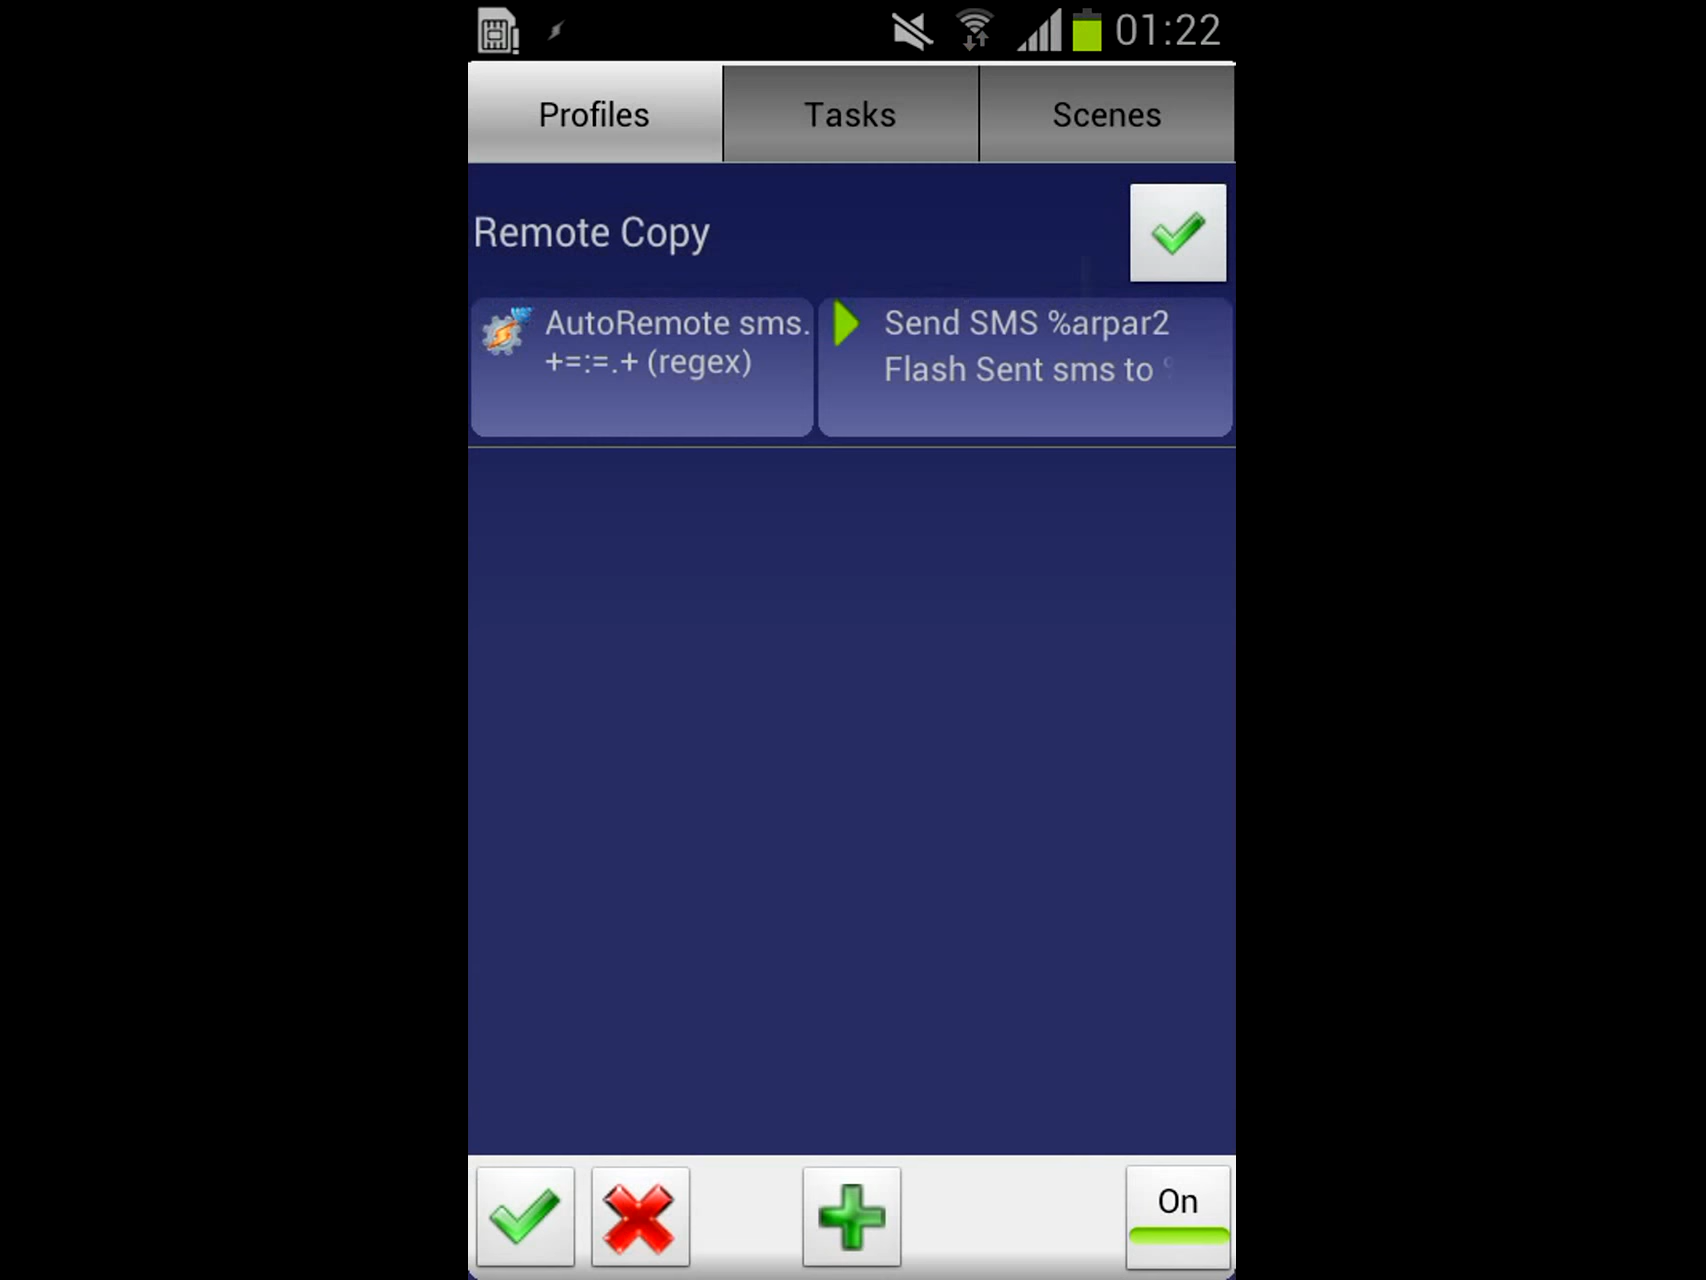 01:22
Profiles
Tasks
Scenes
Remote Copy
AutoRemote sms.
+=:=.+ (regex)
Send SMS %arpar2
Flash Sent sms to
On